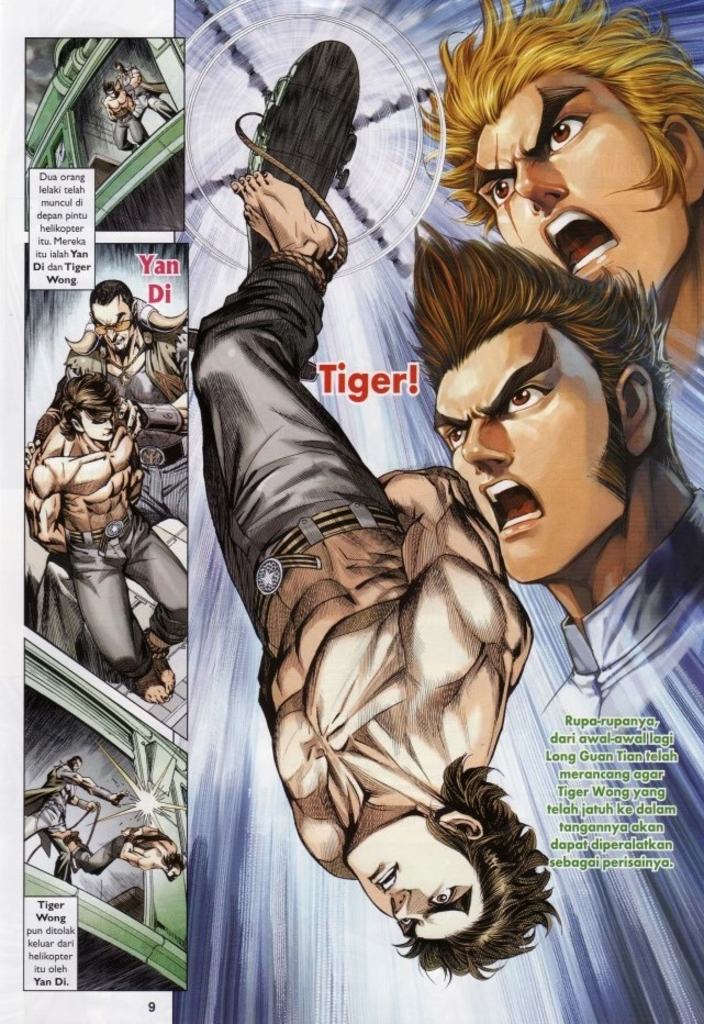 Dua orang
lelaki telah
muncul di
depan pintu
helikopter
itu. Mereka
itu ialah Yan
Di dan Tiger
Wong.
Yan
Di
Tiger
Wong
pun ditolak
keluar dari
helikopter
itu oleh
Yan Di.
Tiger!
Rupa-rupanya,
dari awal-awal lagi
Long Guan Tian telah
merancang agar
Tiger Wong yang
telah jatuh ke dalam
tangannya akan
dapat diperalatkan
sebagai perisainya.
9